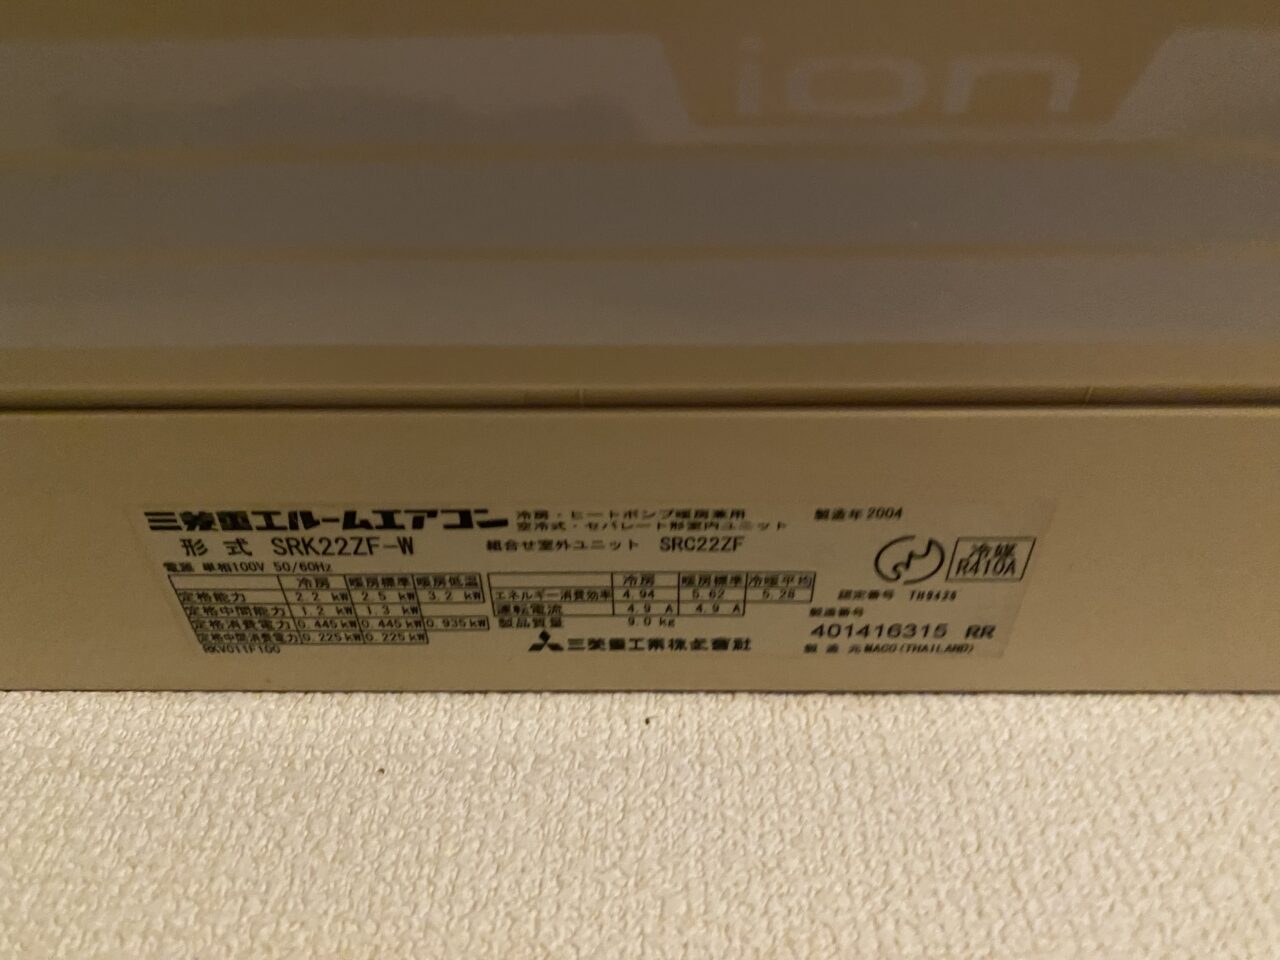 ion
三菱重工ルームエアコン
冷房・ヒートポンプ暖房兼用
空冷式・セパレート形室内ユニット
製造年 2004
形式 SRK22ZF-W
組合せ室外ユニット SRC22ZF
電源 単相100V 50/60Hz
冷房 暖房標準 暖房低温
定格能力 2.2 kW 2.5 kW 3.2 kW
定格中間能力 1.2 kW 1.3 kW
定格消費電力 0.445 kW 0.445 kW 0.935 kW
定格中間消費電力 0.225 kW 0.225 kW
RKV011F100
冷房 暖房標準 冷暖平均
エネルギー消費効率 4.94 5.62 5.28
運転電流 4.9 A 4.9 A
製品質量 9.0 kg
三菱重工業株式会社
冷媒
R410A
認定番号
製造番号
401416315 RR
製造元 MACO(THAILAND)